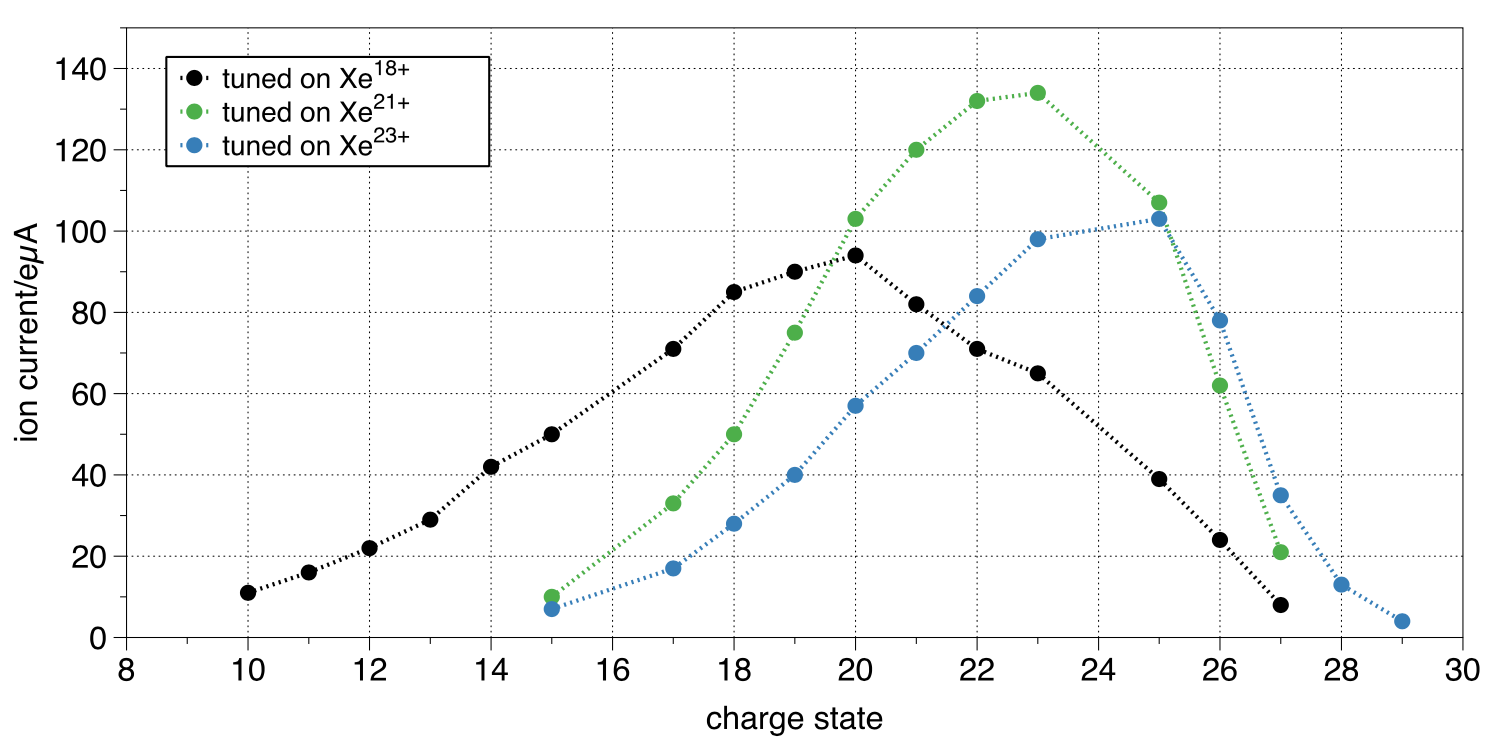 tuned on Xe18+
tuned on Xe21+
tuned on Xe23+
ion current/eμA
140
120
100
80
60
40
20
0
8 10 12 14 16 18 20 22 24 26 28 30
charge state